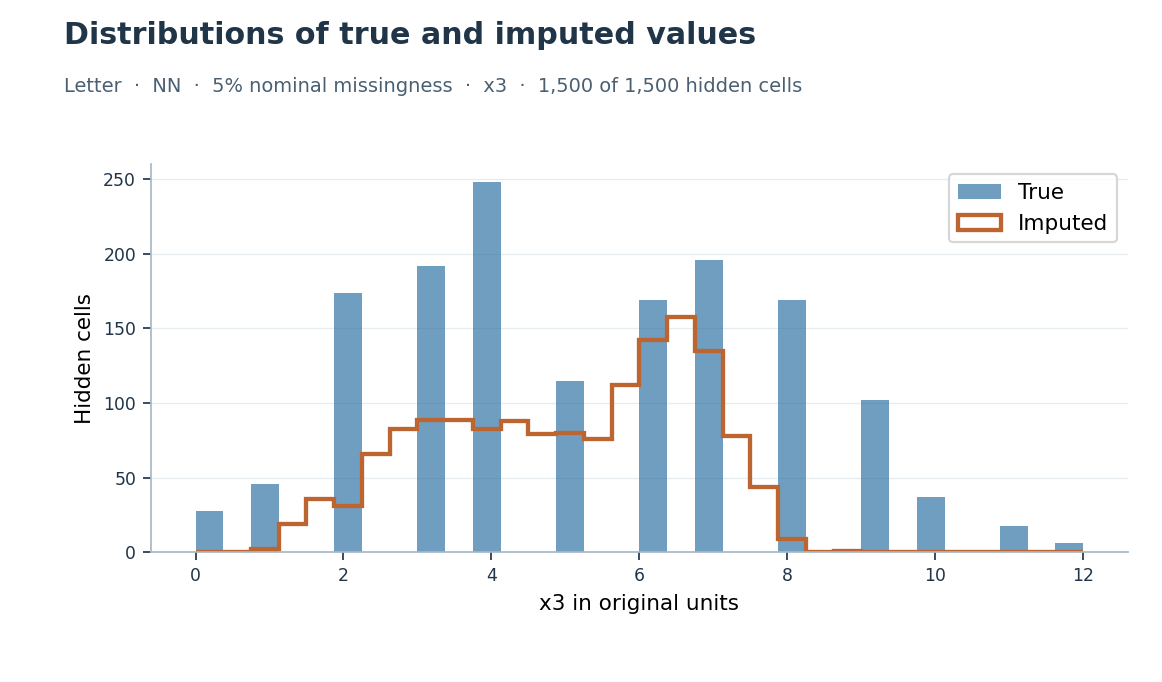 Distributions of true and imputed values
Letter · NN · 5% nominal missingness · x3 · 1,500 of 1,500 hidden cells
True
Imputed
Hidden cells
250
200
150
100
50
0
0 2 4 6 8 10 12
x3 in original units